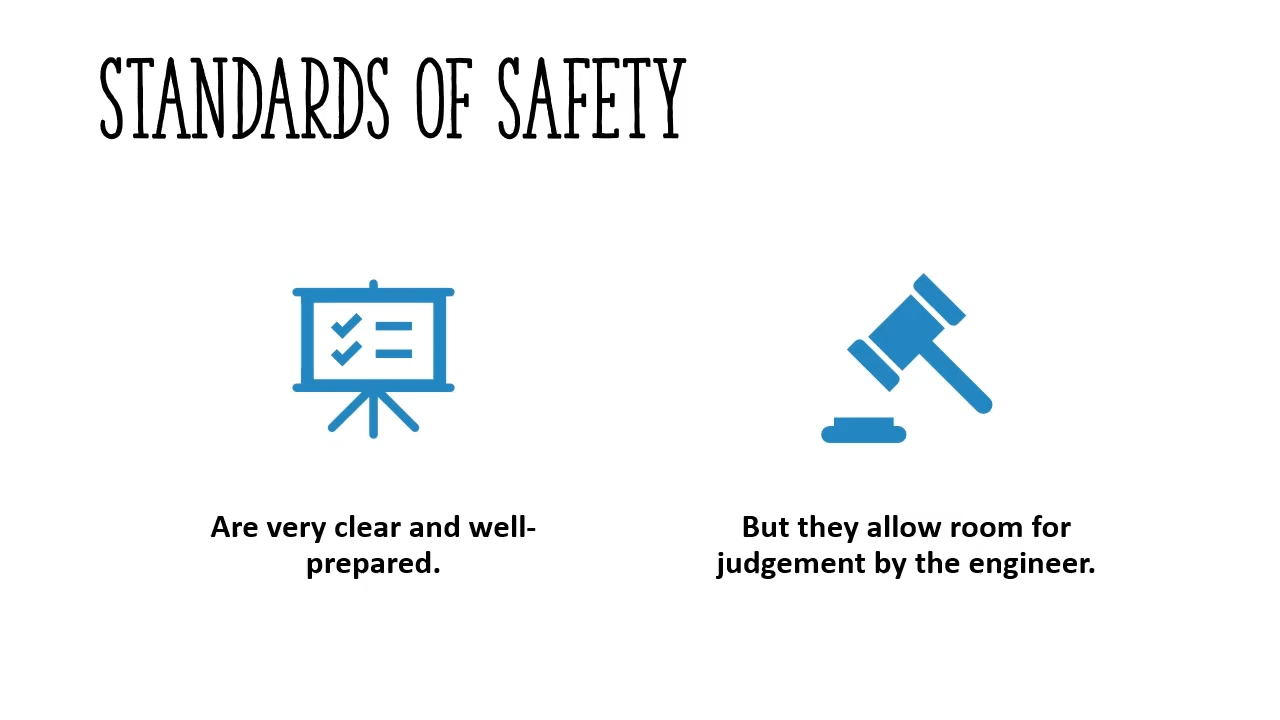 STANDARDS OF SAFETY
Are very clear and well-
prepared.
But they allow room for
judgement by the engineer.